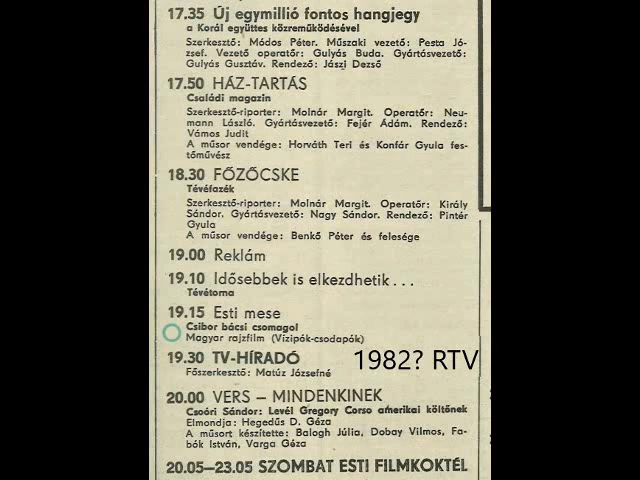 17.35 Új egymillió fontos hangjegy
a Korál együttes közreműködésével
Szerkesztő: Módos Péter. Műszaki vezető: Pesta Jó-
zsef. Vezető operatőr: Gulyás Buda. Gyártásvezető:
Gulyás Gusztáv. Rendező: Jászi Dezső
17.50 HÁZ-TARTÁS
Családi magazin
Szerkesztő-riporter: Molnár Margit. Operatőr: Neu-
mann László. Gyártásvezető: Fejér Ádám. Rendező:
Vámos Judit
A műsor vendége: Horváth Teri és Konfár Gyula fes-
tőművész
18.30 FŐZŐCSKE
Tévéfazék
Szerkesztő-riporter: Molnár Margit. Operatőr: Király
Sándor. Gyártásvezető: Nagy Sándor. Rendező: Pintér
Gyula
A műsor vendége: Benkő Péter és felesége
19.00 Reklám
19.10 Idősebbek is elkezdhetik...
Tévétorna
19.15 Esti mese
Csibor bácsi csomagol
Magyar rajzfilm (Vízipók-csodapók)
19.30 TV-HÍRADÓ
1982? RTV
Főszerkesztő: Matúz Józsefné
20.00 VERS – MINDENKINEK
Csoóri Sándor: Levél Gregory Corso amerikai költőnek
Elmondja: Hegedűs D. Géza
A műsort készítette: Balogh Júlia, Dobay Vilmos, Fa-
bók István, Varga Géza
20.05–23.05 SZOMBAT ESTI FILMKOKTÉL